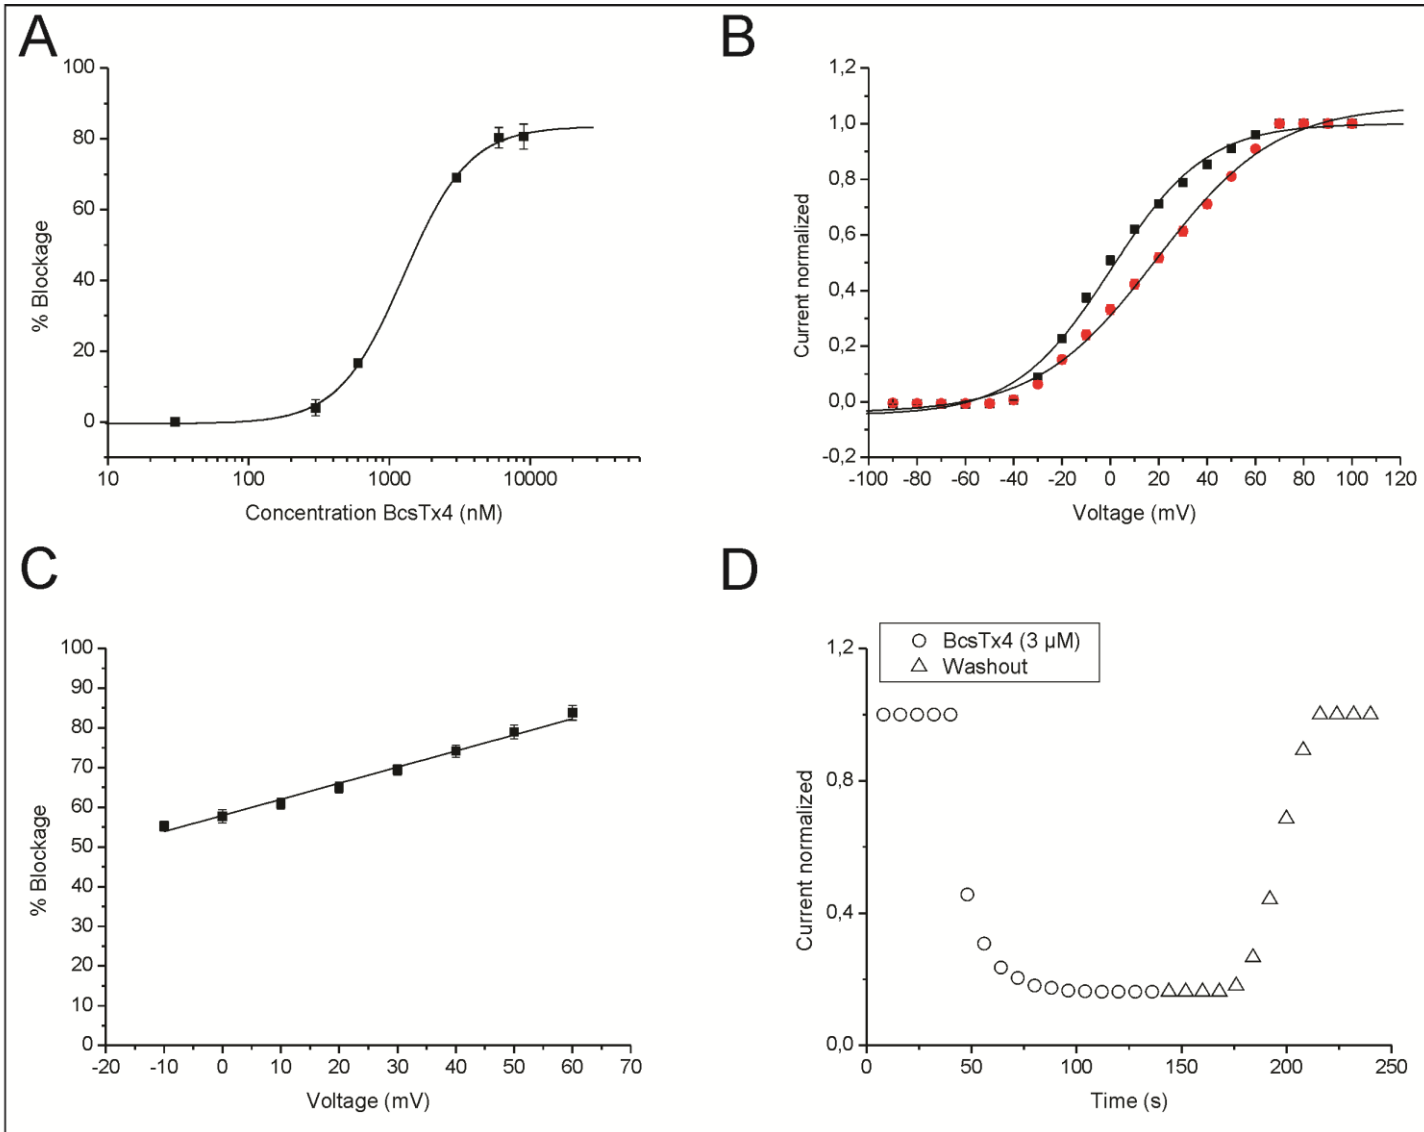 A
100
80
60
40
20
0
% Blockage
10
100
1000
10000
Concentration BcsTx4 (nM)
B
1,2
1,0
0,8
0,6
0,4
0,2
0,0
-0,2
Current normalized
-100 -80 -60 -40 -20 0 20 40 60 80 100 120
Voltage (mV)
C
100
90
80
70
60
50
40
30
20
10
0
% Blockage
-20 -10 0 10 20 30 40 50 60 70
Voltage (mV)
D
BcsTx4 (3 µM)
Washout
1,2
0,8
0,4
0,0
Current normalized
0 50 100 150 200 250
Time (s)